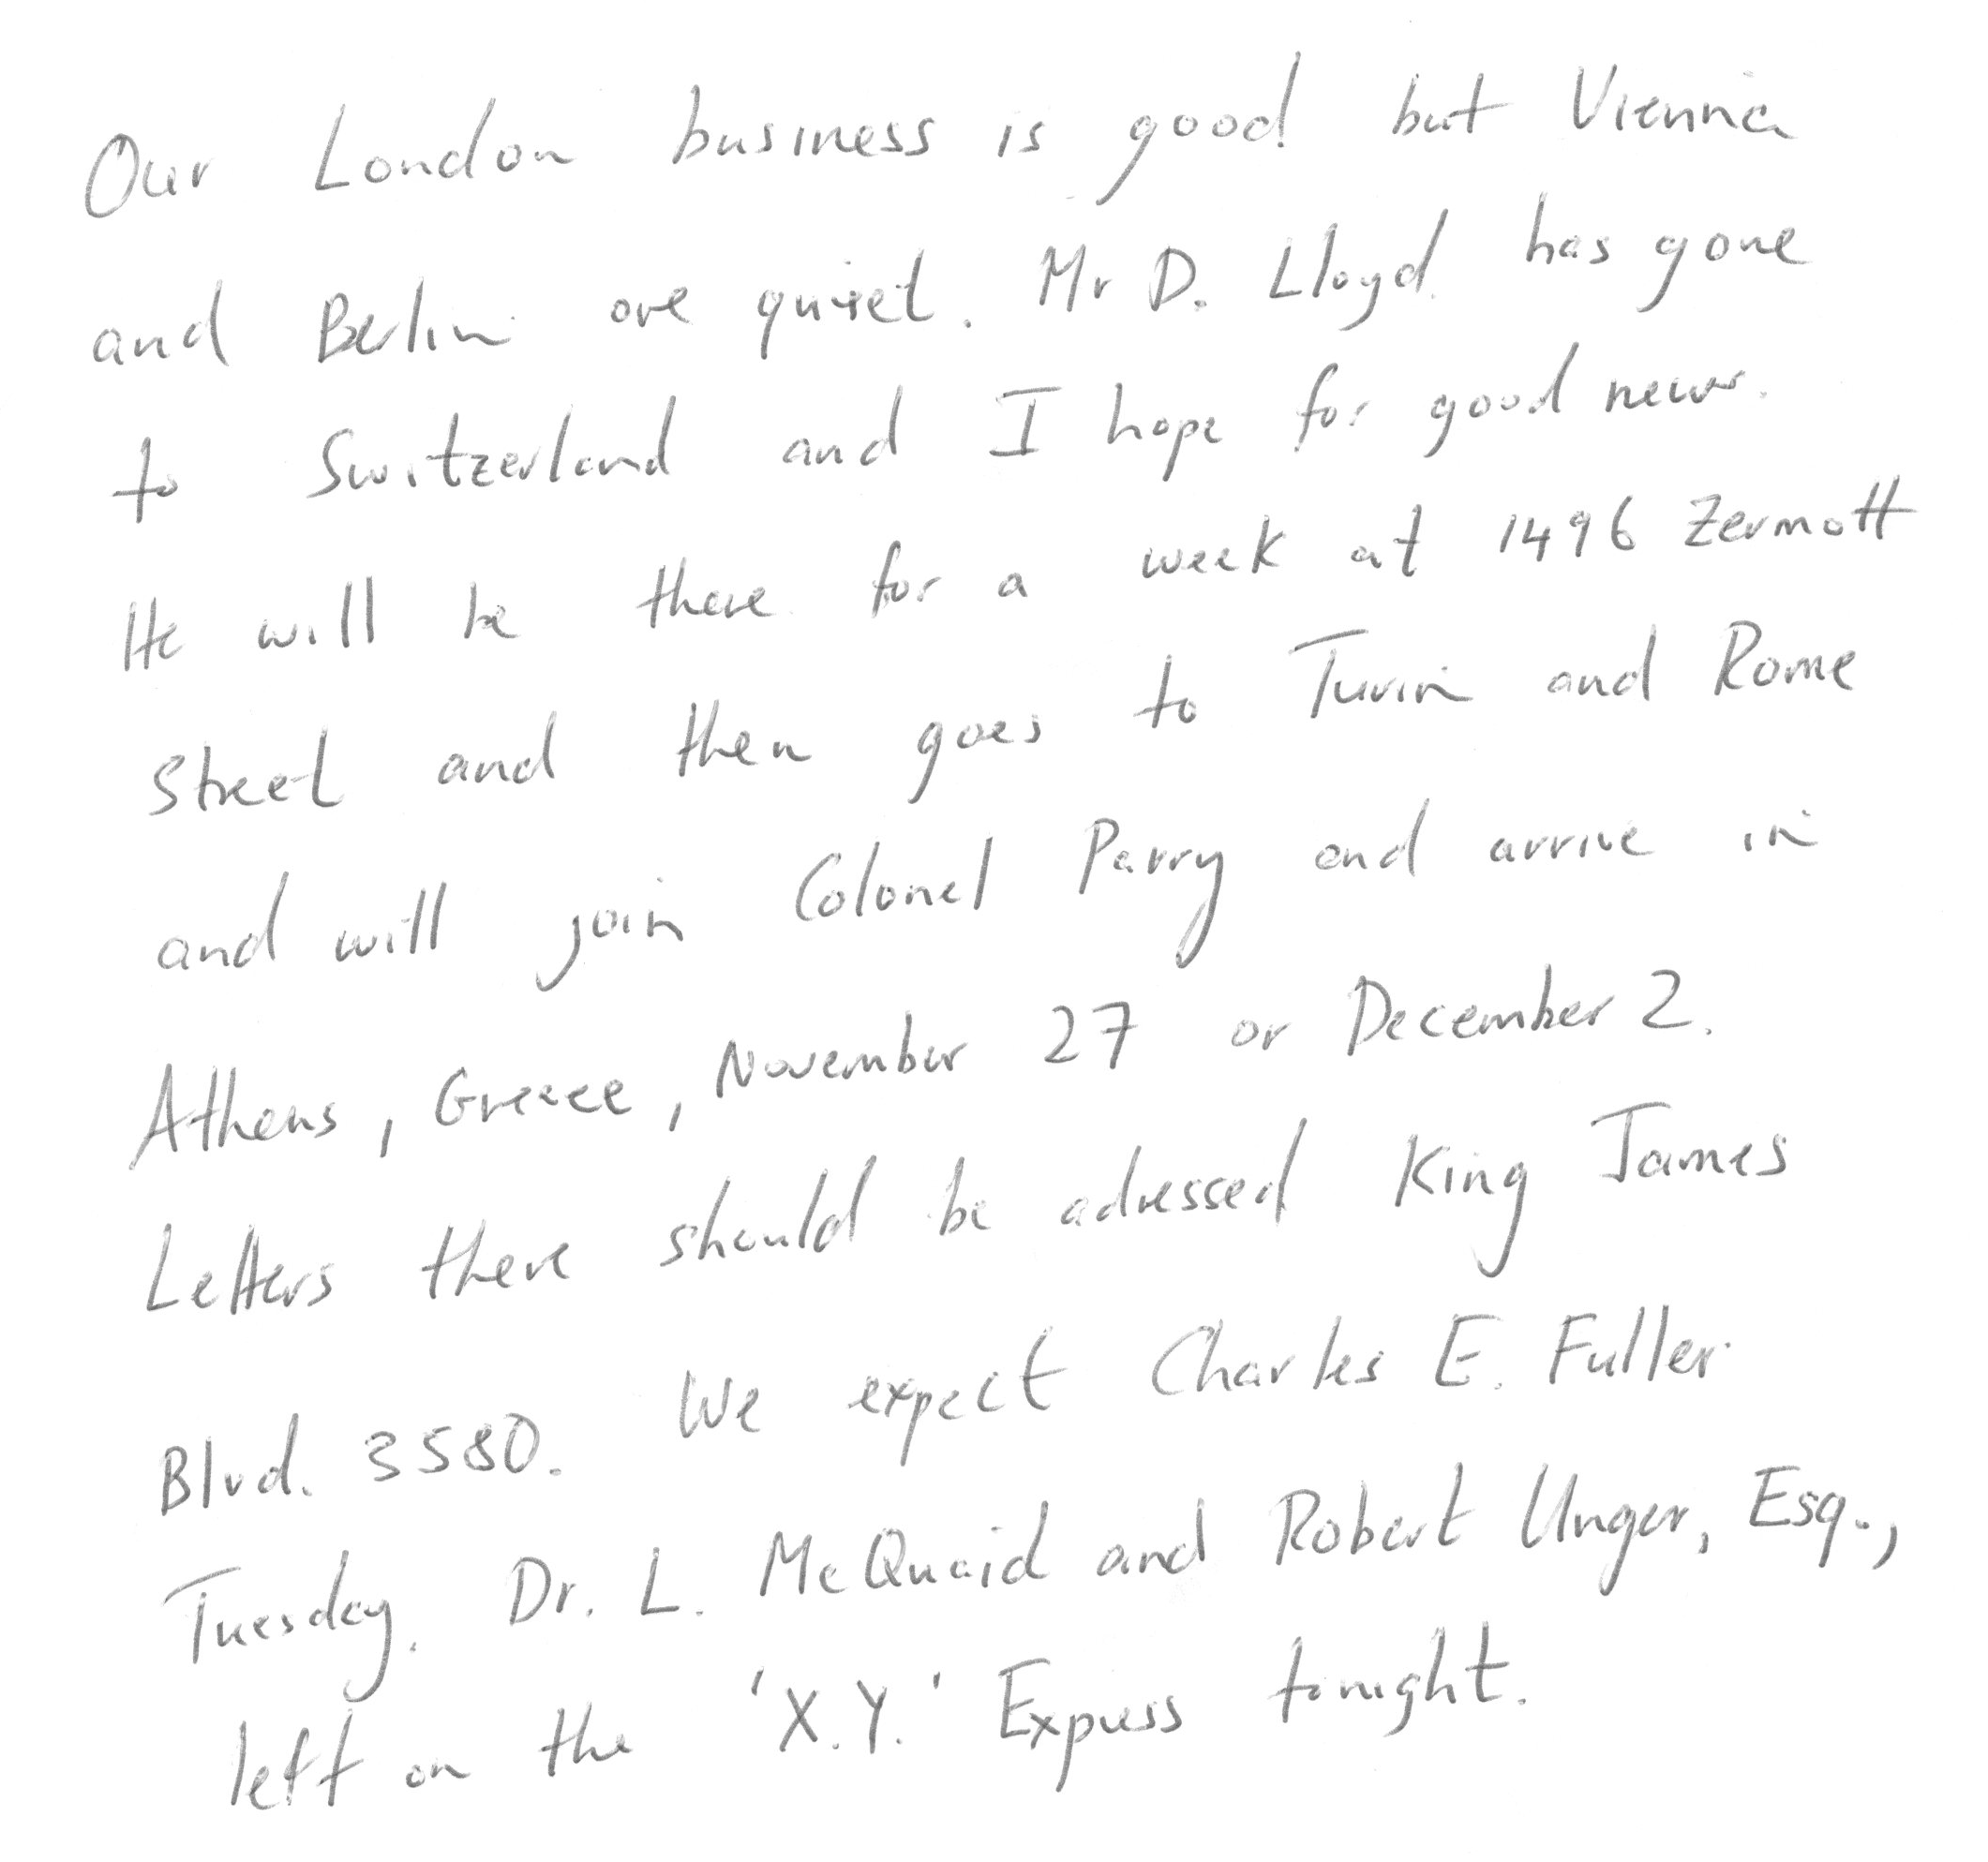 Our London business is good but Vienna
and Berlin are quiet. Mr D. Lloyd has gone
to Switzerland and I hope for good news.
He will be there for a week at 1496 Zermott
Street and then goes to Turin and Rome
and will join Colonel Parry and arrive in
Athens, Greece, November 27 or December 2.
Letters there should be adressed King James
Blvd. 3580. We expect Charles E. Fuller
Tuesday. Dr. L. McQuaid and Robert Unger, Esq.,
left on the 'X.Y.' Express tonight.